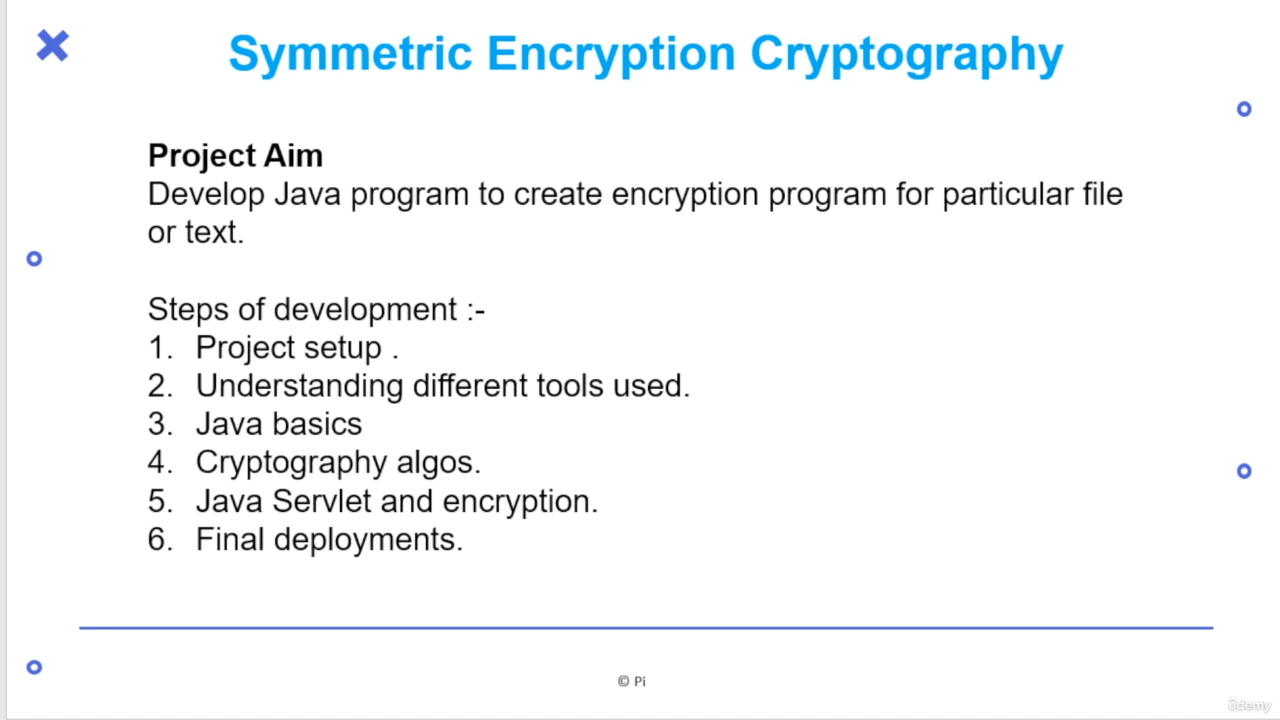 Symmetric Encryption Cryptography
Project Aim
Develop Java program to create encryption program for particular file
or text.
Steps of development :-
1. Project setup .
2. Understanding different tools used.
3. Java basics
4. Cryptography algos.
5. Java Servlet and encryption.
6. Final deployments.
© Pi
ûdemy